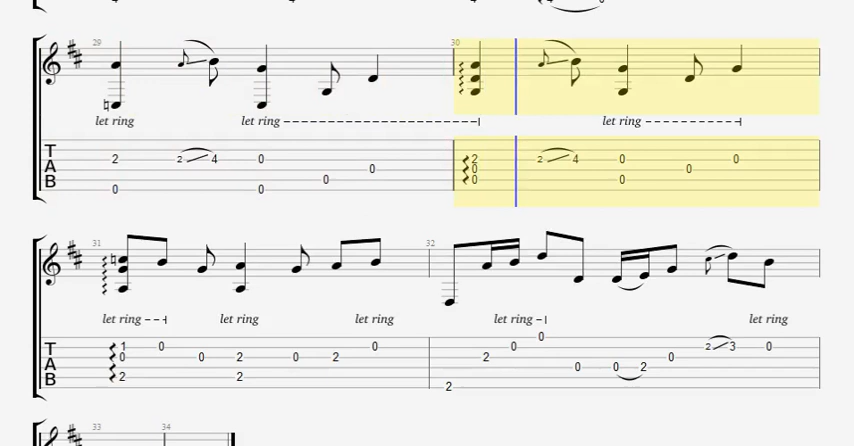 29 30
let ring let ring let ring
T
A
B
2 2 4 0 0 2 2 4 0 0 0
0 0 0
0 0 0
0 0
31 32
let ring let ring let ring let ring let ring
T
A
B
0
1 0 0 0 2 3 0
0 0 2 0 2 2 0
0 0 2
2 2
2
33 34